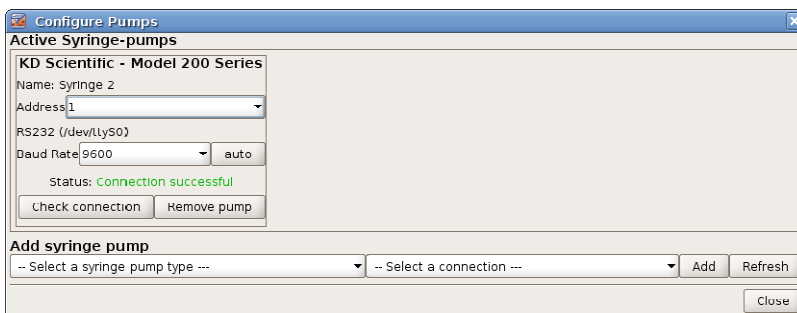 Configure Pumps
Active Syringe-pumps
KD Scientific - Model 200 Series
Name: Syringe 2
Address 1
RS232 (/dev/ttyS0)
Baud Rate 9600 auto
Status: Connection successful
Check connection Remove pump
Add syringe pump
-- Select a syringe pump type --- -- Select a connection --- Add Refresh
Close